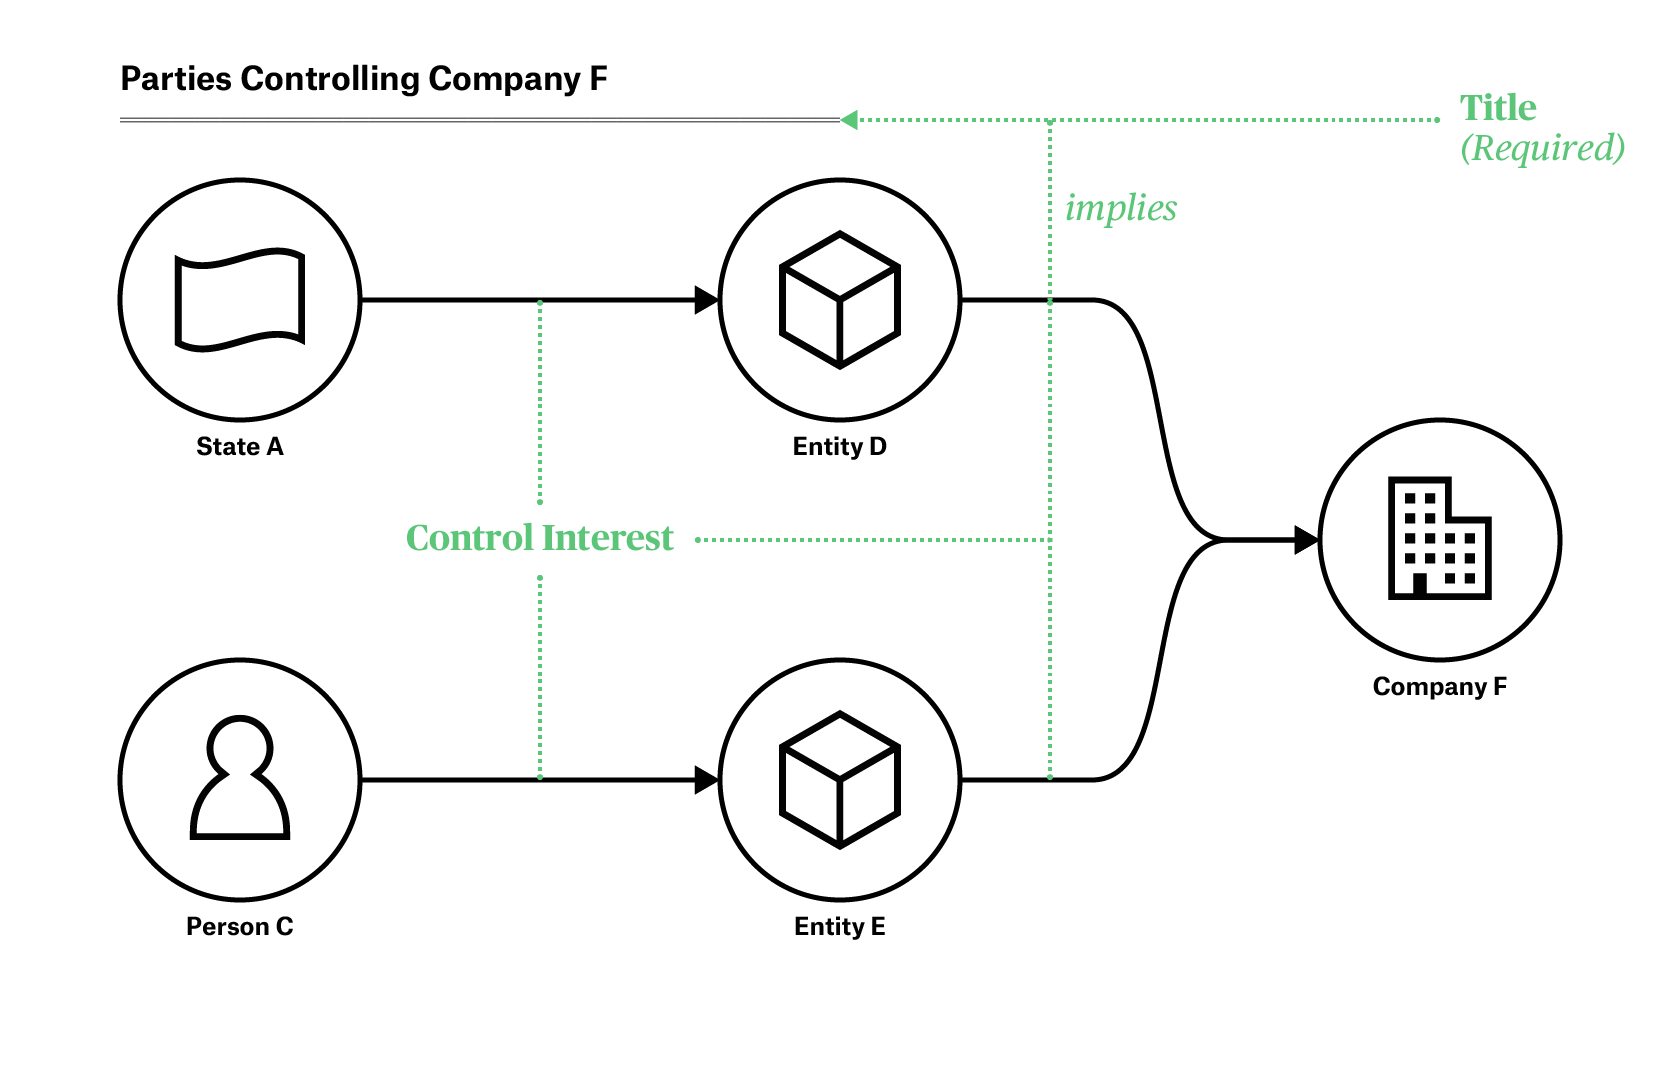 Parties Controlling Company F
Title
(Required)
implies
State A
Entity D
Control Interest
Company F
Person C
Entity E